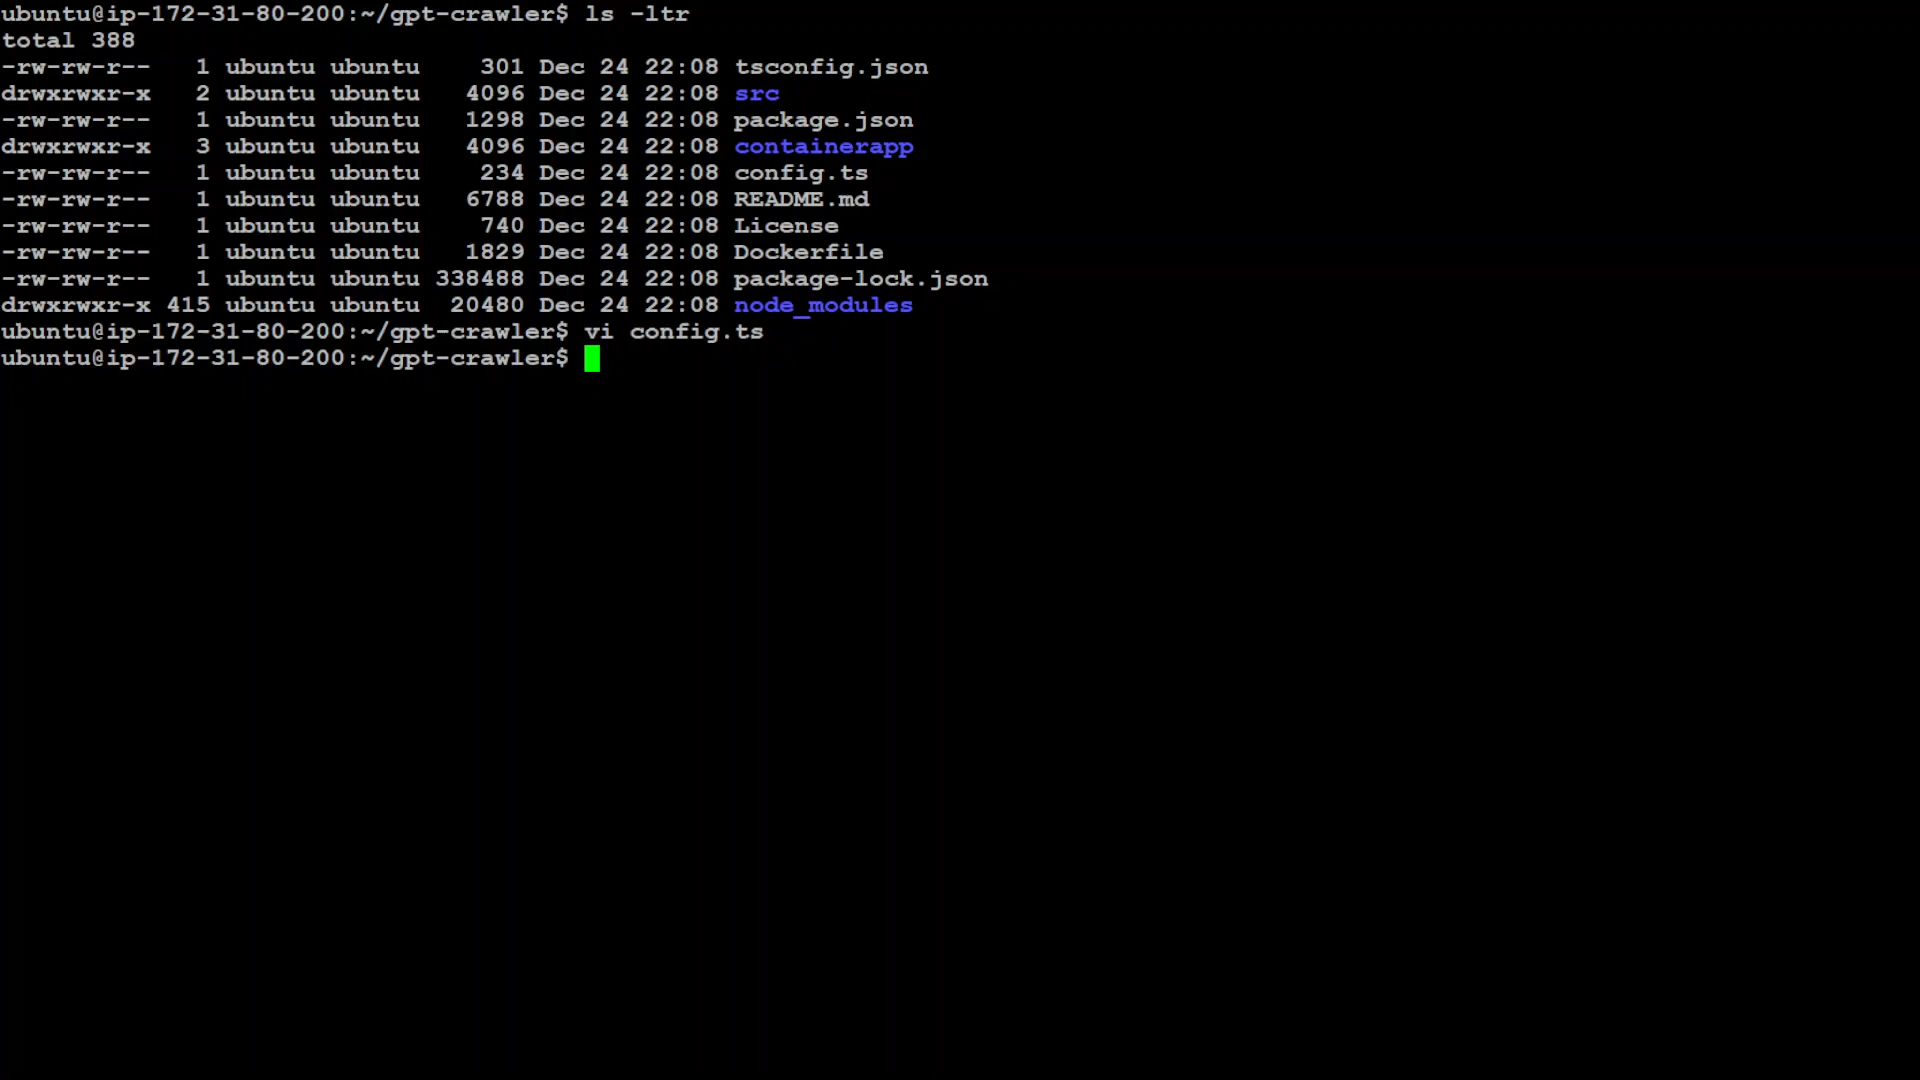 ubuntu@ip-172-31-80-200:~/gpt-crawler$ ls -ltr
total 388
-rw-rw-r--   1 ubuntu ubuntu    301 Dec 24 22:08 tsconfig.json
drwxrwxr-x   2 ubuntu ubuntu   4096 Dec 24 22:08 src
-rw-rw-r--   1 ubuntu ubuntu   1298 Dec 24 22:08 package.json
drwxrwxr-x   3 ubuntu ubuntu   4096 Dec 24 22:08 containerapp
-rw-rw-r--   1 ubuntu ubuntu    234 Dec 24 22:08 config.ts
-rw-rw-r--   1 ubuntu ubuntu   6788 Dec 24 22:08 README.md
-rw-rw-r--   1 ubuntu ubuntu    740 Dec 24 22:08 License
-rw-rw-r--   1 ubuntu ubuntu   1829 Dec 24 22:08 Dockerfile
-rw-rw-r--   1 ubuntu ubuntu 338488 Dec 24 22:08 package-lock.json
drwxrwxr-x 415 ubuntu ubuntu  20480 Dec 24 22:08 node_modules
ubuntu@ip-172-31-80-200:~/gpt-crawler$ vi config.ts
ubuntu@ip-172-31-80-200:~/gpt-crawler$